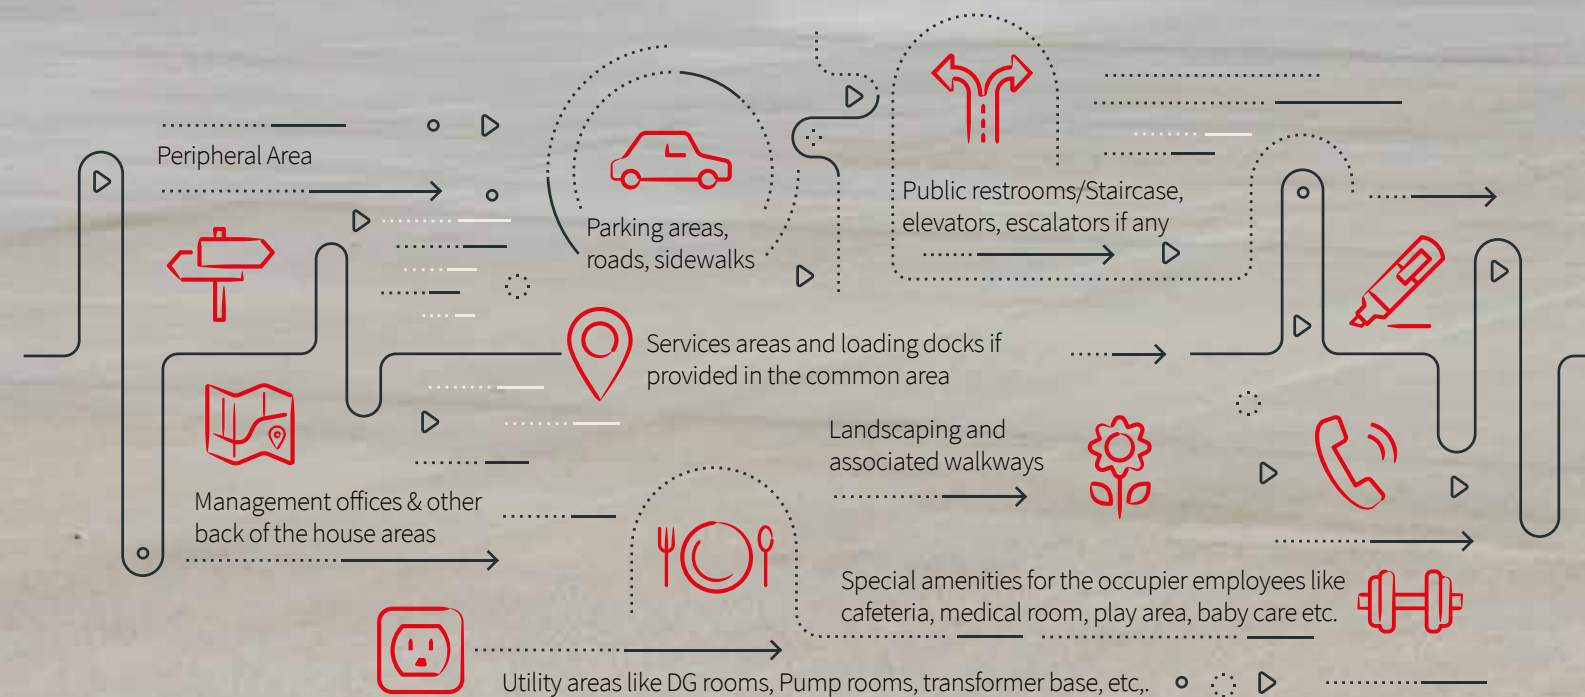 Peripheral Area
Parking areas,
roads, sidewalks
Public restrooms/Staircase,
elevators, escalators if any
Services areas and loading docks if
provided in the common area
Landscaping and
associated walkways
Management offices & other
back of the house areas
Special amenities for the occupier employees like
cafeteria, medical room, play area, baby care etc.
Utility areas like DG rooms, Pump rooms, transformer base, etc,.